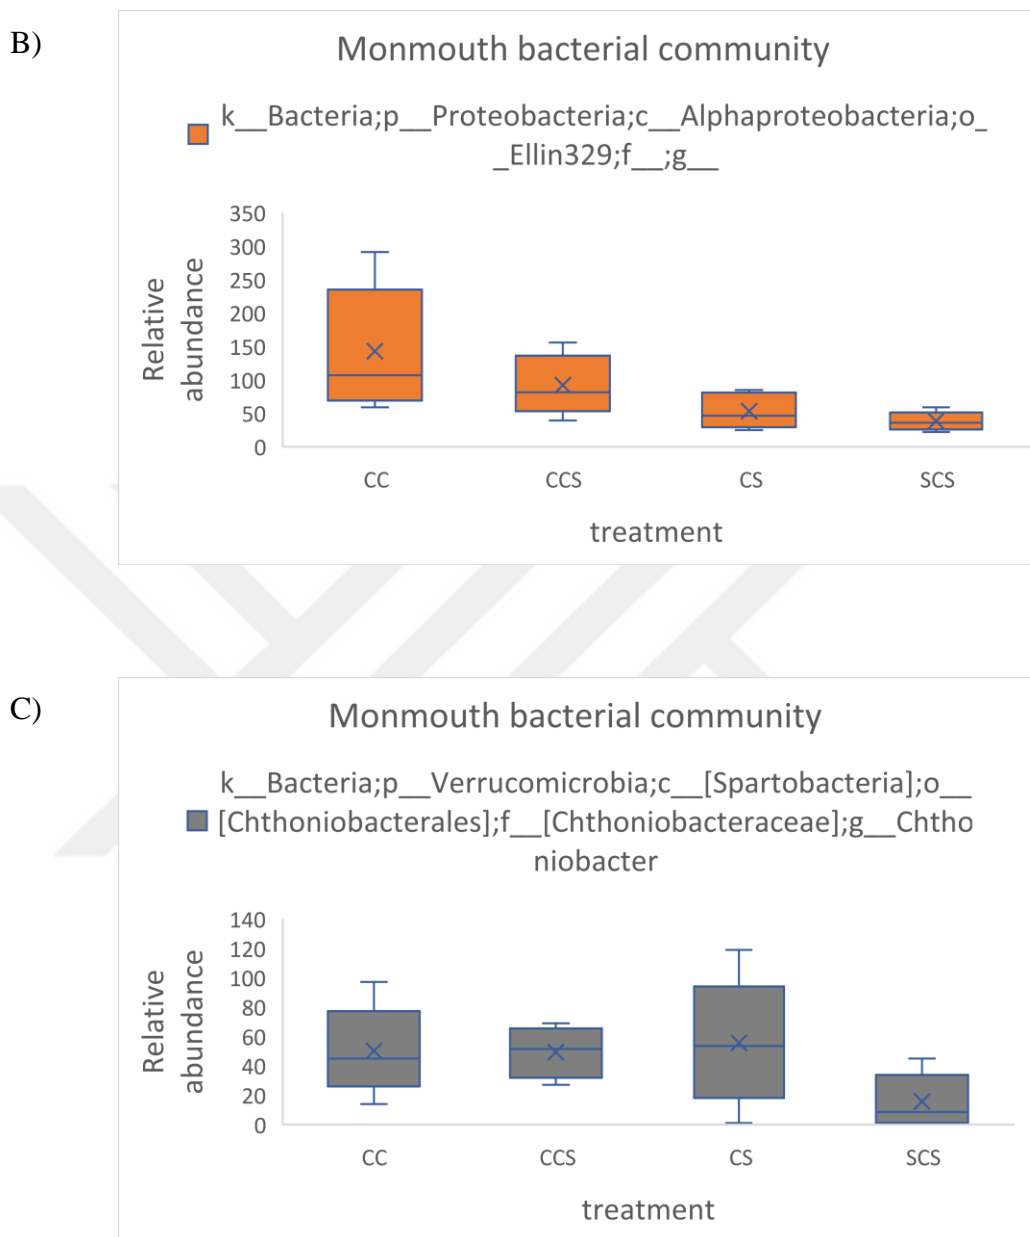 B)
Monmouth bacterial community
k__Bacteria;p__Proteobacteria;c__Alphaproteobacteria;o_
_Ellin329;f__;g__
Relative
abundance
350
300
250
200
150
100
50
0
CC CCS CS SCS
treatment
C)
Monmouth bacterial community
k__Bacteria;p__Verrucomicrobia;c__[Spartobacteria];o__
[Chthoniobacterales];f__[Chthoniobacteraceae];g__Chtho
niobacter
Relative
abundance
140
120
100
80
60
40
20
0
CC CCS CS SCS
treatment